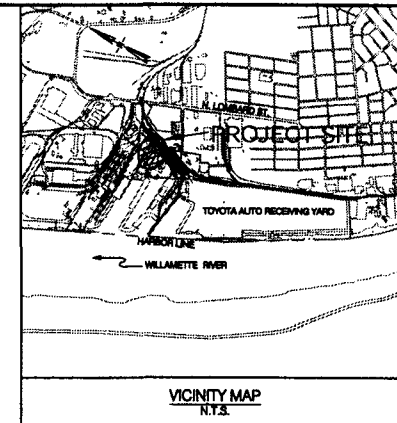 N. LOMBARD ST.
PROJECT SITE
TOYOTA AUTO RECEIVING YARD
HARBOR LINE
WILLAMETTE RIVER
VICINITY MAP
N.T.S.